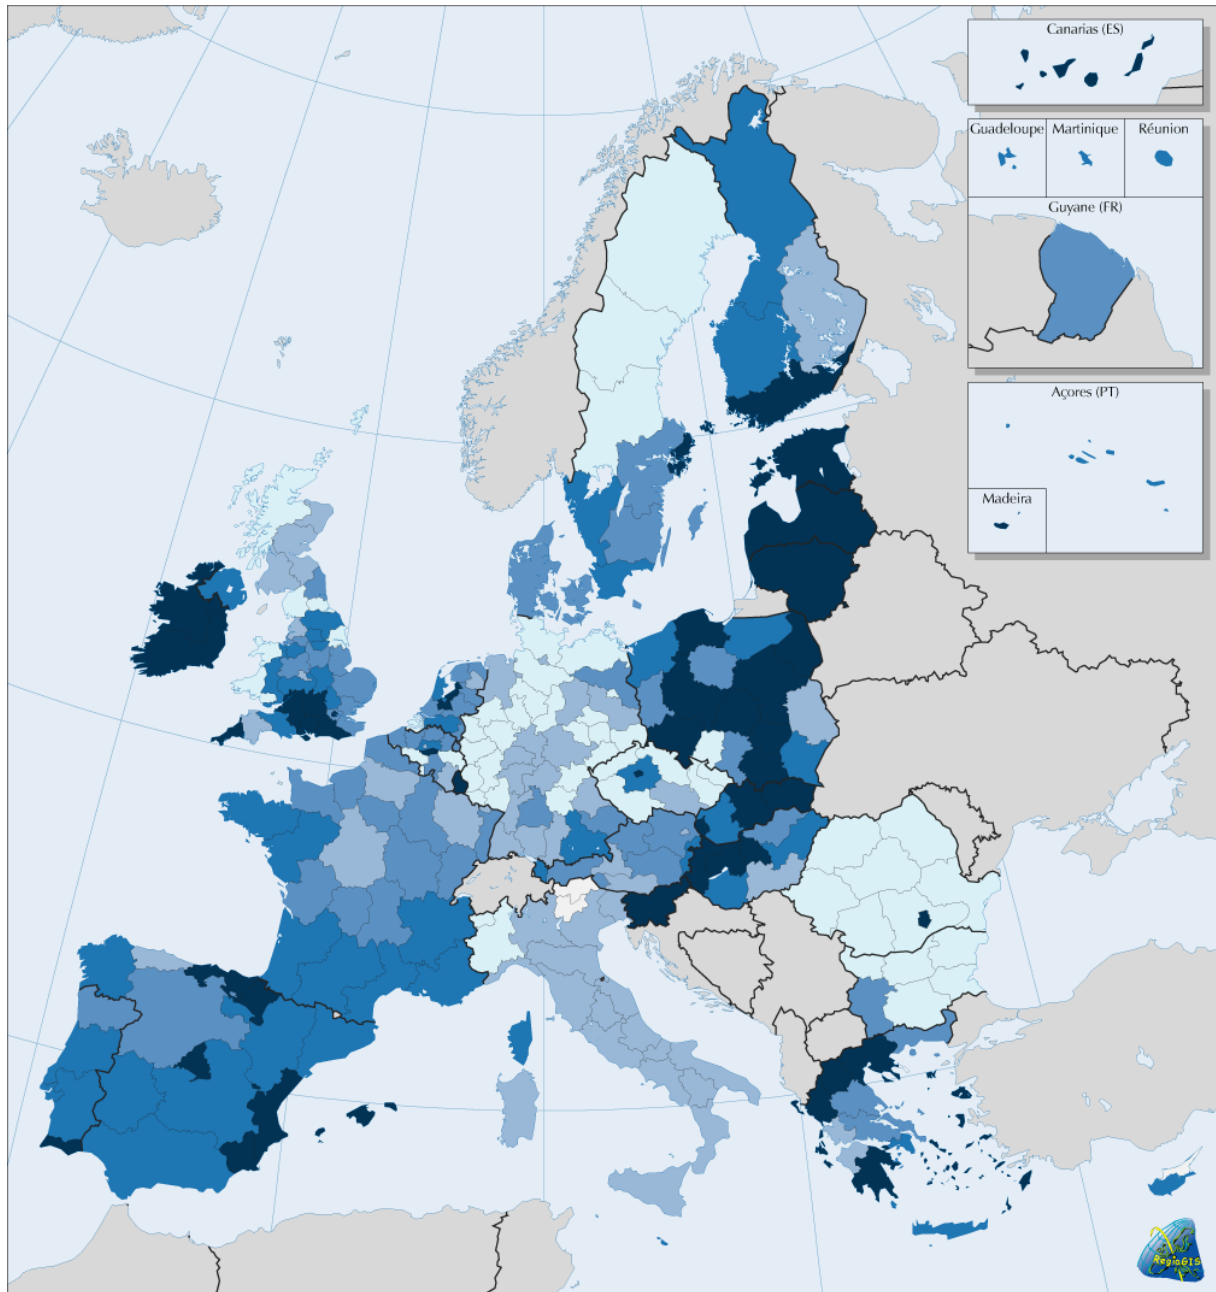 Canarias (ES)
Guadeloupe
Martinique
Réunion
Guyane (FR)
Açores (PT)
Madeira
RegioGIS